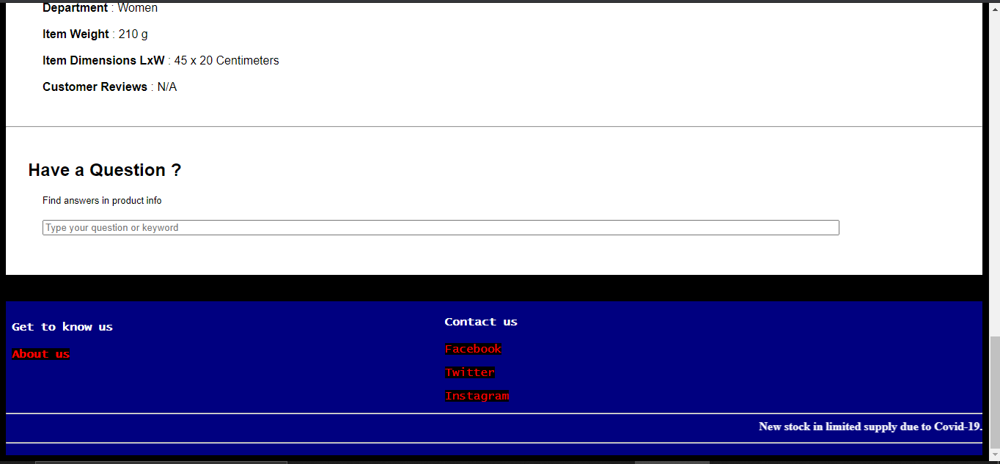 Department : Women
Item Weight : 210 g
Item Dimensions LxW : 45 x 20 Centimeters
Customer Reviews : N/A
Have a Question ?
Find answers in product info
Type your question or keyword
Get to know us
About us
Contact us
Facebook
Twitter
Instagram
New stock in limited supply due to Covid-19.